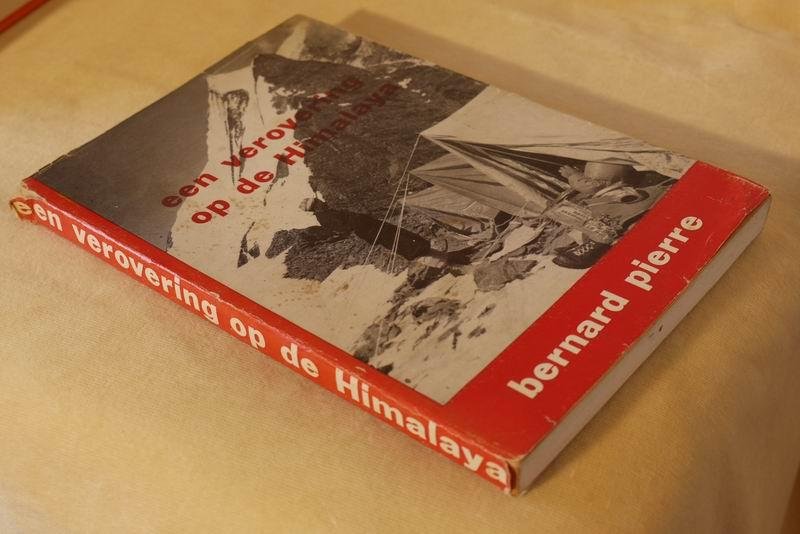 een verovering
op de Himalaya
bernard pierre
een verovering op de Himalaya